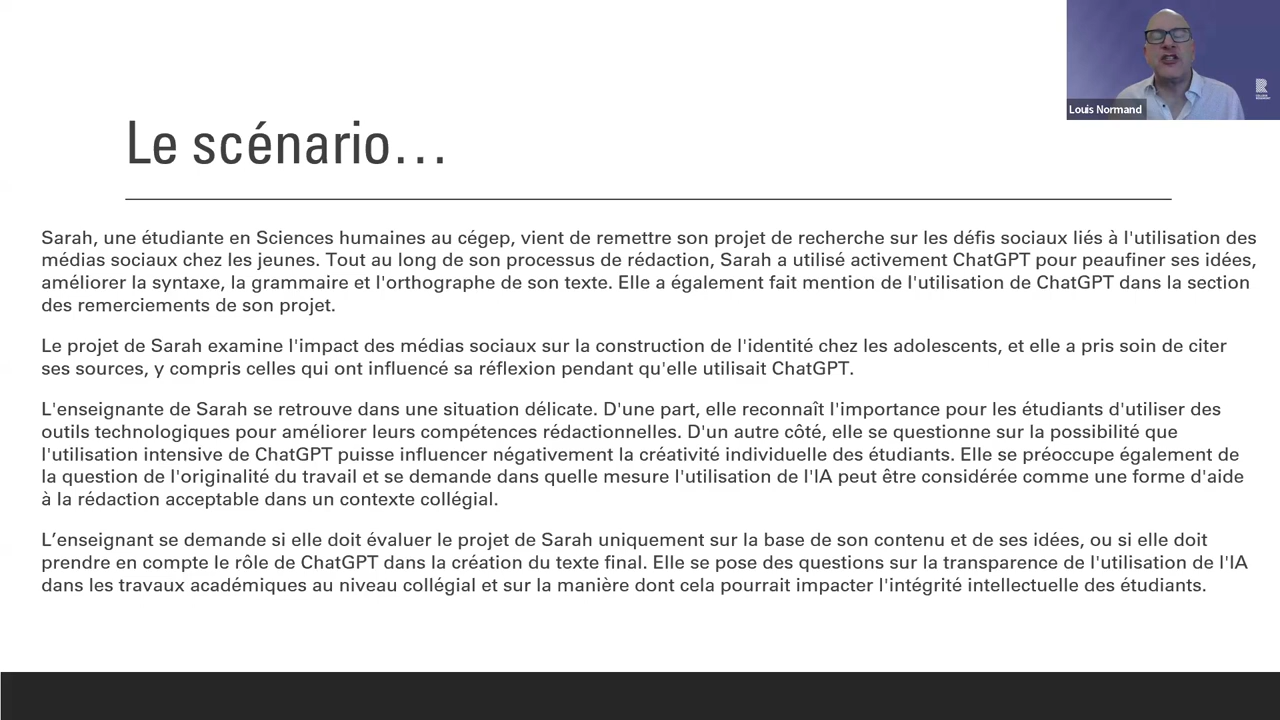 Louis Normand
Le scénario...
Sarah, une étudiante en Sciences humaines au cégep, vient de remettre son projet de recherche sur les défis sociaux liés à l'utilisation des
médias sociaux chez les jeunes. Tout au long de son processus de rédaction, Sarah a utilisé activement ChatGPT pour peaufiner ses idées,
améliorer la syntaxe, la grammaire et l'orthographe de son texte. Elle a également fait mention de l'utilisation de ChatGPT dans la section
des remerciements de son projet.
Le projet de Sarah examine l'impact des médias sociaux sur la construction de l'identité chez les adolescents, et elle a pris soin de citer
ses sources, y compris celles qui ont influencé sa réflexion pendant qu'elle utilisait ChatGPT.
L'enseignante de Sarah se retrouve dans une situation délicate. D'une part, elle reconnaît l'importance pour les étudiants d'utiliser des
outils technologiques pour améliorer leurs compétences rédactionnelles. D'un autre côté, elle se questionne sur la possibilité que
l'utilisation intensive de ChatGPT puisse influencer négativement la créativité individuelle des étudiants. Elle se préoccupe également de
la question de l'originalité du travail et se demande dans quelle mesure l'utilisation de l'IA peut être considérée comme une forme d'aide
à la rédaction acceptable dans un contexte collégial.
L’enseignant se demande si elle doit évaluer le projet de Sarah uniquement sur la base de son contenu et de ses idées, ou si elle doit
prendre en compte le rôle de ChatGPT dans la création du texte final. Elle se pose des questions sur la transparence de l'utilisation de l'IA
dans les travaux académiques au niveau collégial et sur la manière dont cela pourrait impacter l'intégrité intellectuelle des étudiants.